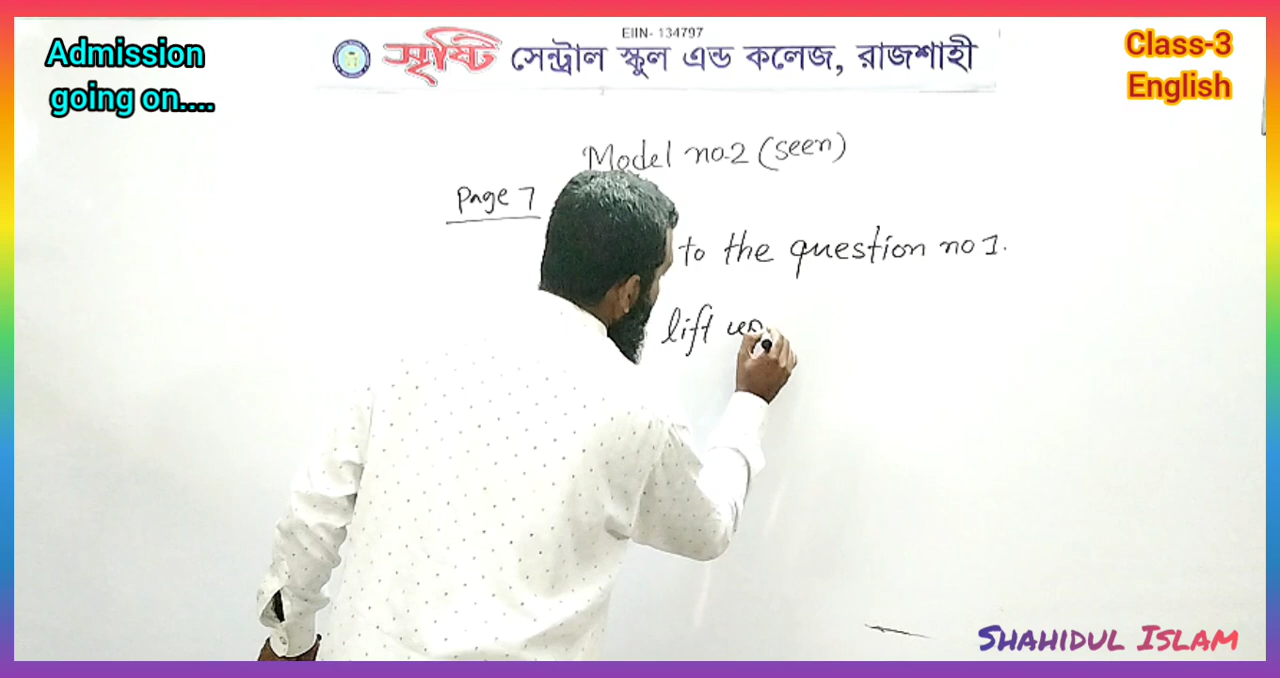 EIIN- 134797
Admission
going on....
সৃষ্টি সেন্ট্রাল স্কুল এন্ড কলেজ, রাজশাহী
Class-3
English
Model no.2 (seen)
Page 7
to the question no 1.
lift up
SHAHIDUL ISLAM